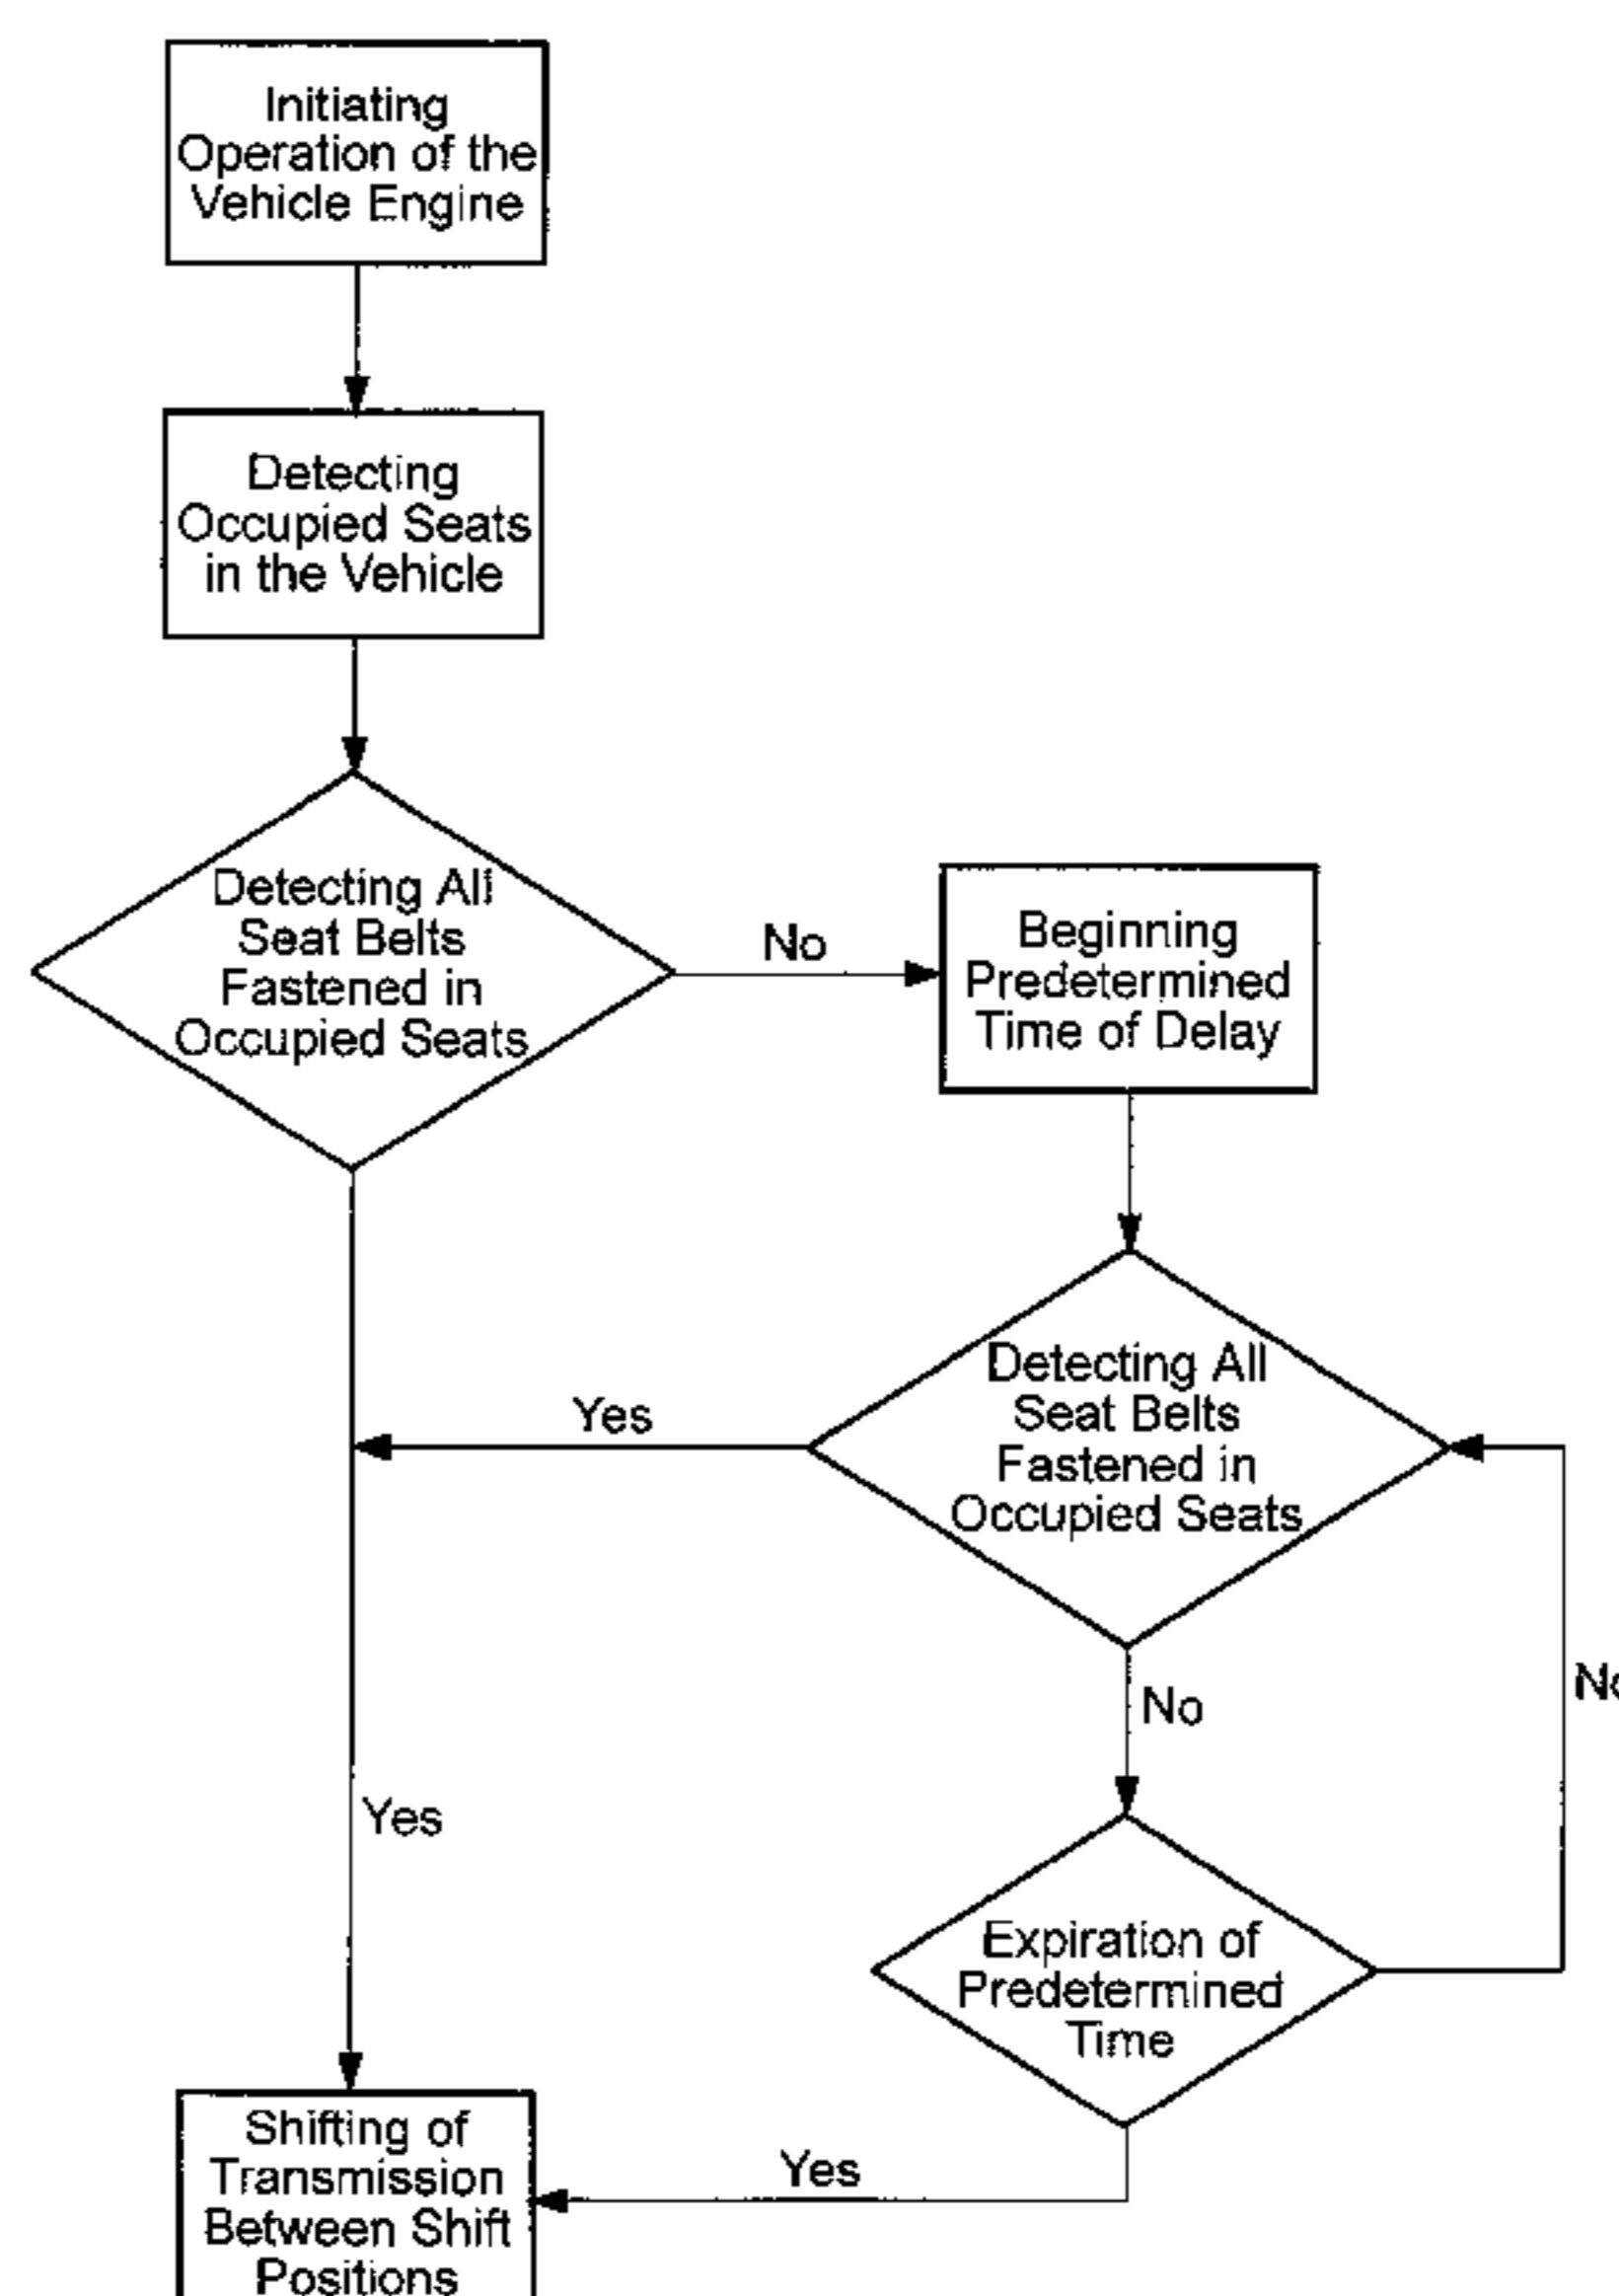 Initiating
Operation of the
Vehicle Engine
Detecting
Occupied Seats
in the Vehicle
Detecting All
Seat Belts
Fastened in
Occupied Seats
No
Beginning
Predetermined
Time of Delay
Detecting All
Seat Belts
Fastened in
Occupied Seats
Yes
No
No
Yes
Expiration of
Predetermined
Time
Yes
Shifting of
Transmission
Between Shift
Positions